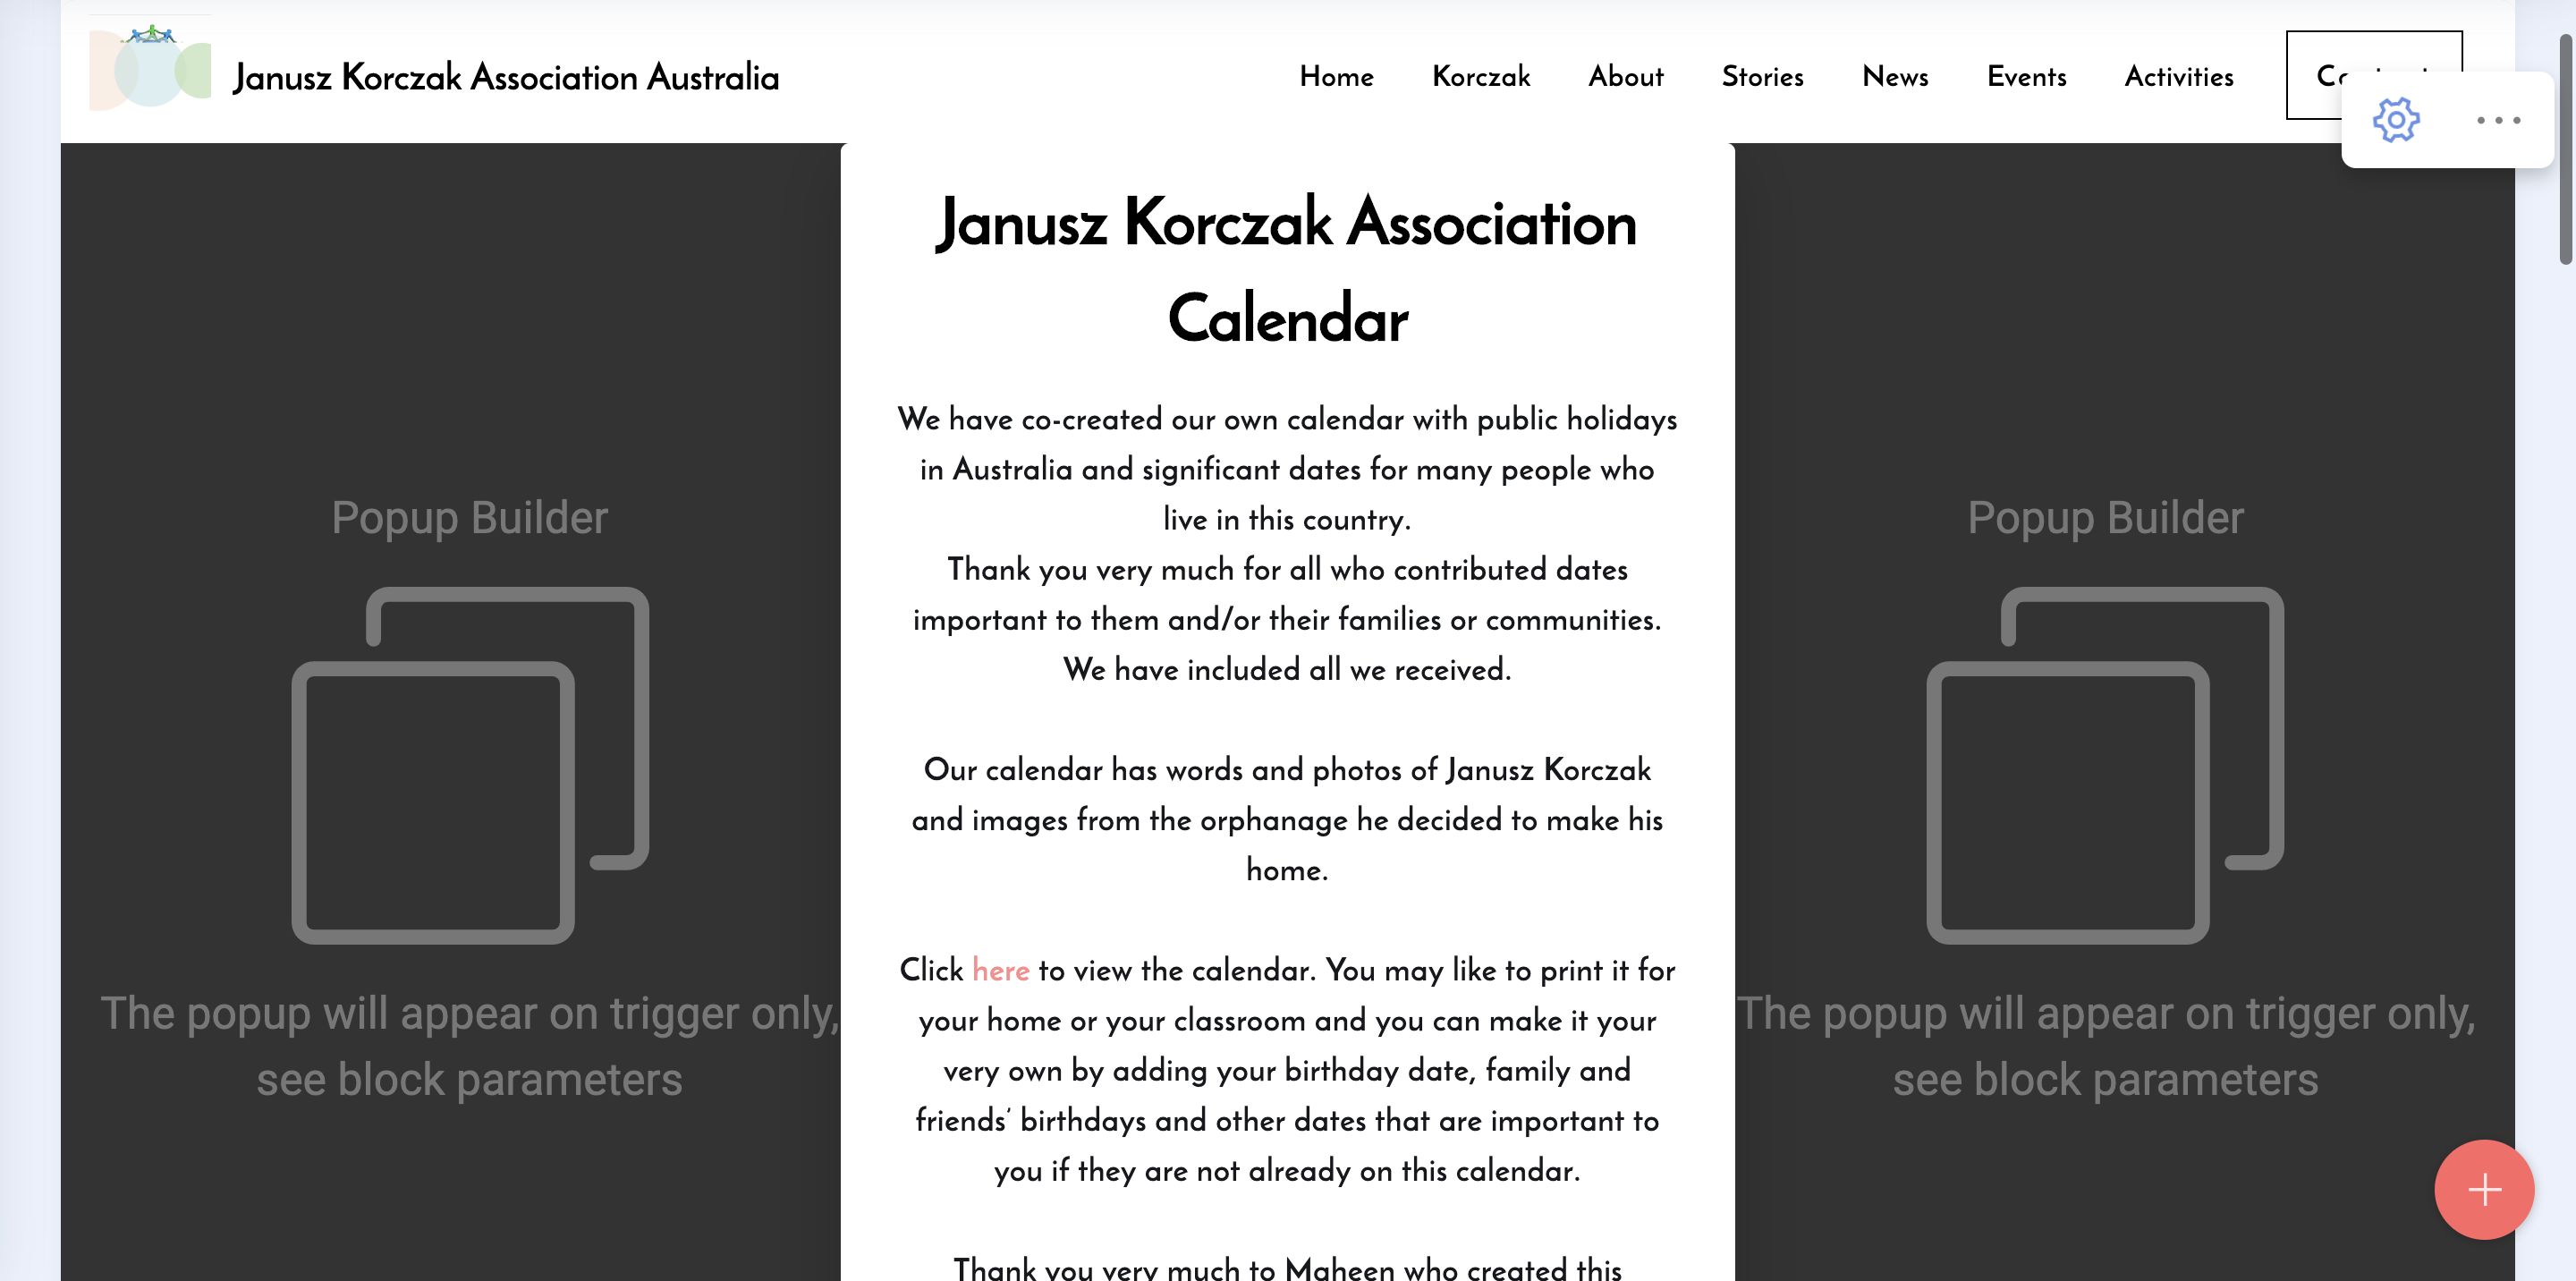 Janusz Korczak Association Australia
Home Korczak About Stories News Events Activities
Janusz Korczak Association
Calendar
We have co-created our own calendar with public holidays
in Australia and significant dates for many people who
live in this country.
Thank you very much for all who contributed dates
important to them and/or their families or communities.
We have included all we received.
Our calendar has words and photos of Janusz Korczak
and images from the orphanage he decided to make his
home.
Click here to view the calendar. You may like to print it for
your home or your classroom and you can make it your
very own by adding your birthday date, family and
friends’ birthdays and other dates that are important to
you if they are not already on this calendar.
Thank you very much to Maheen who created this
Popup Builder
The popup will appear on trigger only,
see block parameters
Popup Builder
The popup will appear on trigger only,
see block parameters